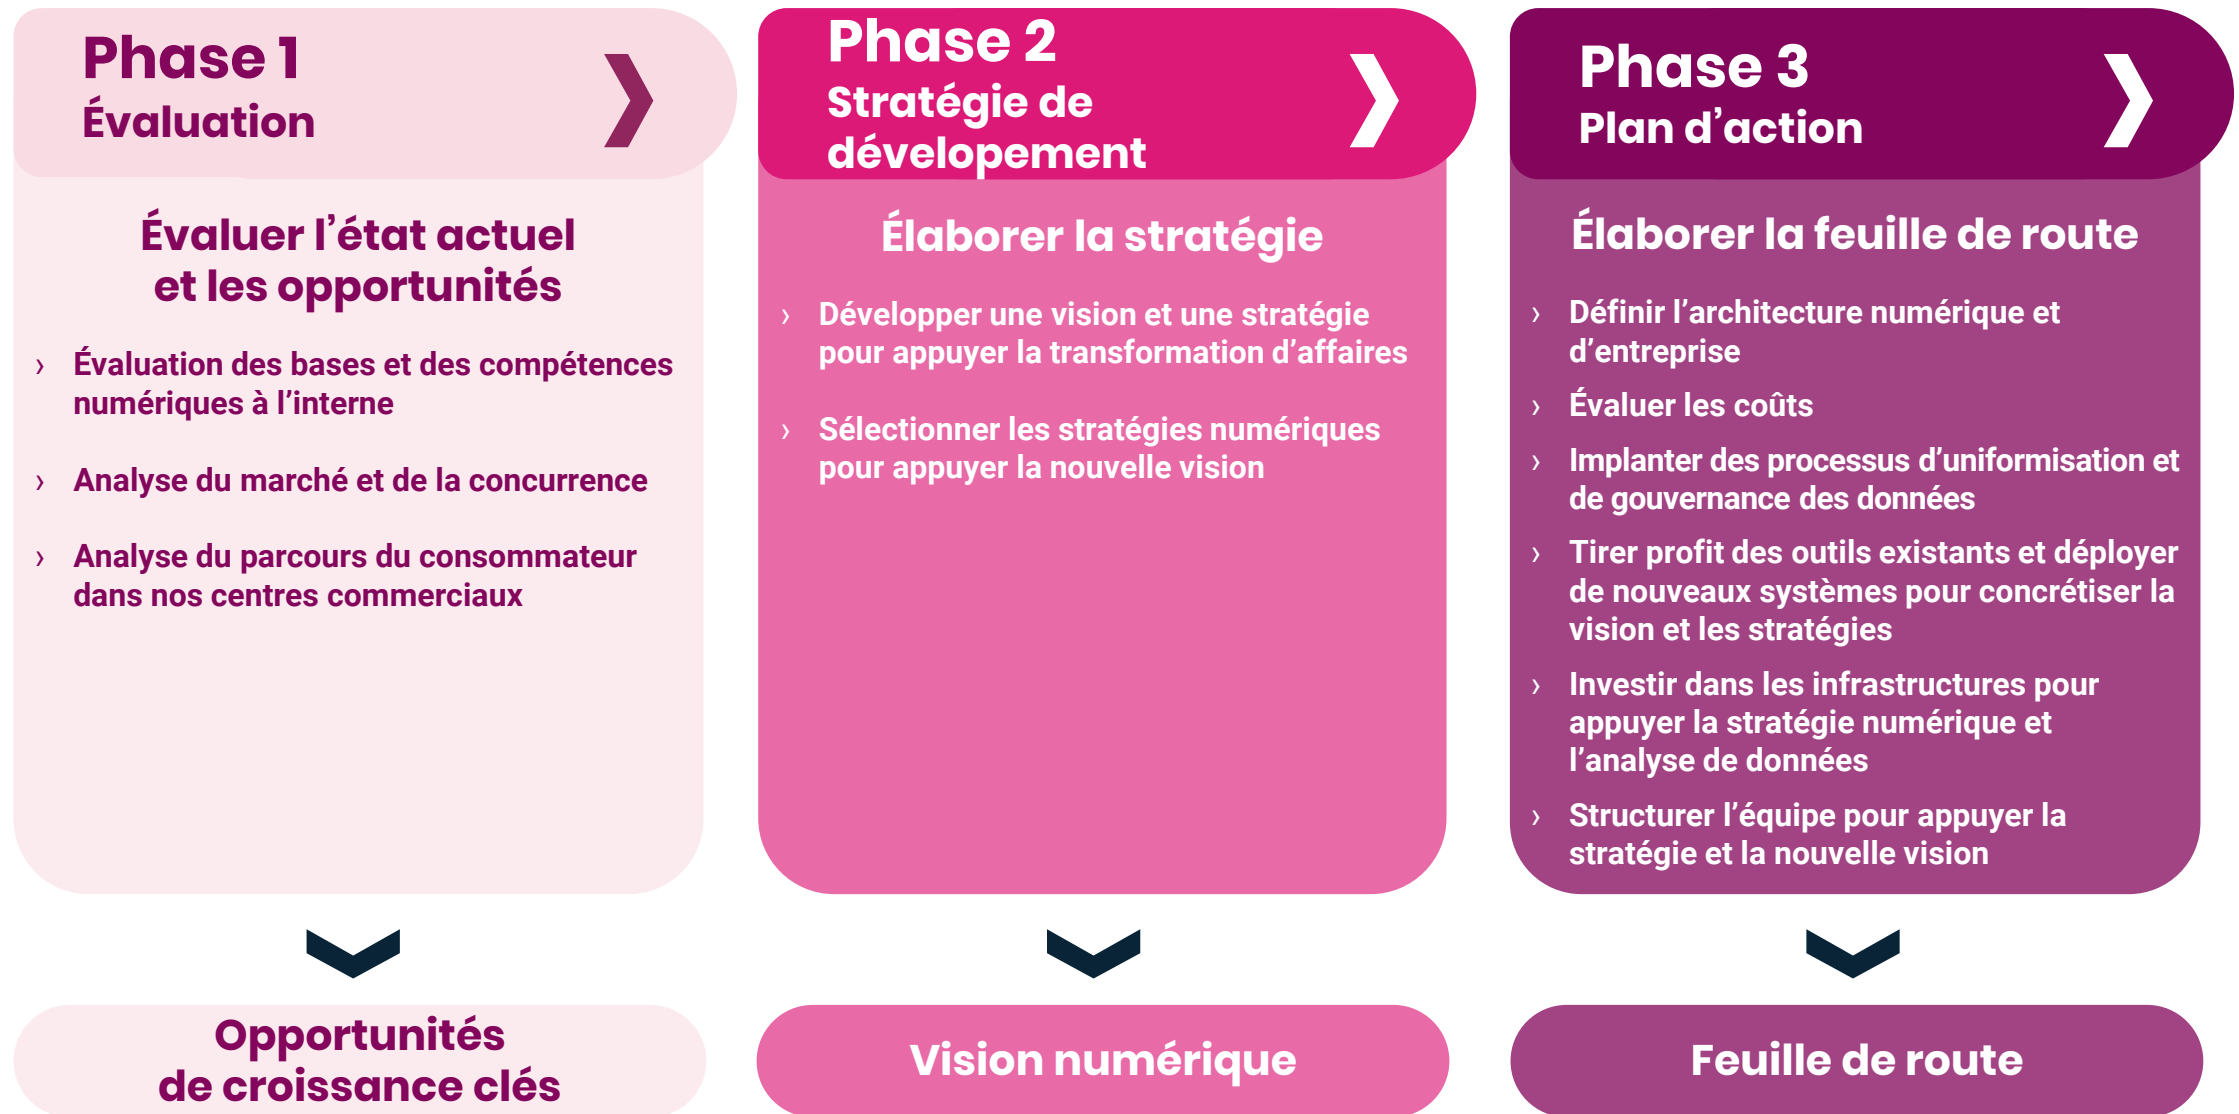 Phase 1
Évaluation
Évaluer l’état actuel
et les opportunités
› Évaluation des bases et des compétences
numériques à l’interne
› Analyse du marché et de la concurrence
› Analyse du parcours du consommateur
dans nos centres commerciaux
Opportunités
de croissance clés
Phase 2
Stratégie de
dévelopement
Élaborer la stratégie
› Développer une vision et une stratégie
pour appuyer la transformation d’affaires
› Sélectionner les stratégies numériques
pour appuyer la nouvelle vision
Vision numérique
Phase 3
Plan d’action
Élaborer la feuille de route
› Définir l’architecture numérique et
d’entreprise
› Évaluer les coûts
› Implanter des processus d’uniformisation et
de gouvernance des données
› Tirer profit des outils existants et déployer
de nouveaux systèmes pour concrétiser la
vision et les stratégies
› Investir dans les infrastructures pour
appuyer la stratégie numérique et
l’analyse de données
› Structurer l’équipe pour appuyer la
stratégie et la nouvelle vision
Feuille de route